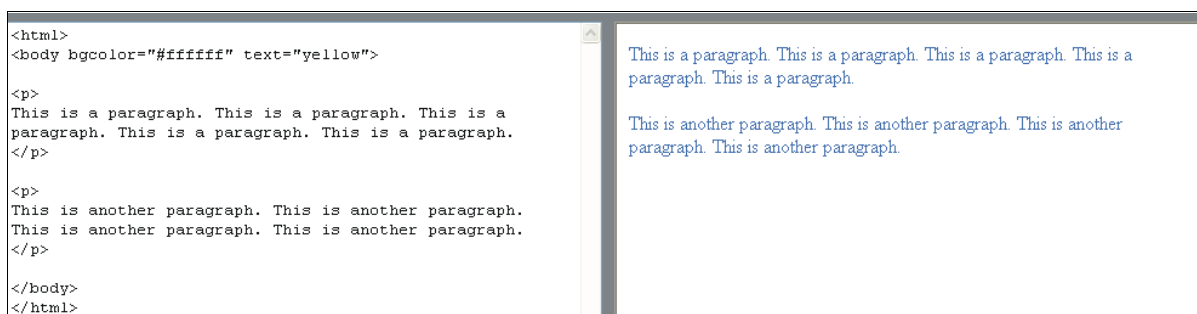 <html>
<body bgcolor="#ffffff" text="yellow">
<p>
This is a paragraph. This is a paragraph. This is a
paragraph. This is a paragraph. This is a paragraph.
</p>
<p>
This is another paragraph. This is another paragraph.
This is another paragraph. This is another paragraph.
</p>
</body>
</html>
This is a paragraph. This is a paragraph. This is a paragraph. This is a
paragraph. This is a paragraph.
This is another paragraph. This is another paragraph. This is another
paragraph. This is another paragraph.